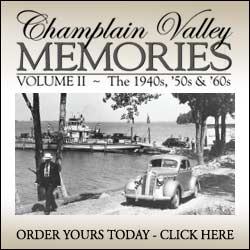 Champlain Valley
MEMORIES
VOLUME II ~ The 1940s, '50s & '60s
ORDER YOURS TODAY - CLICK HERE